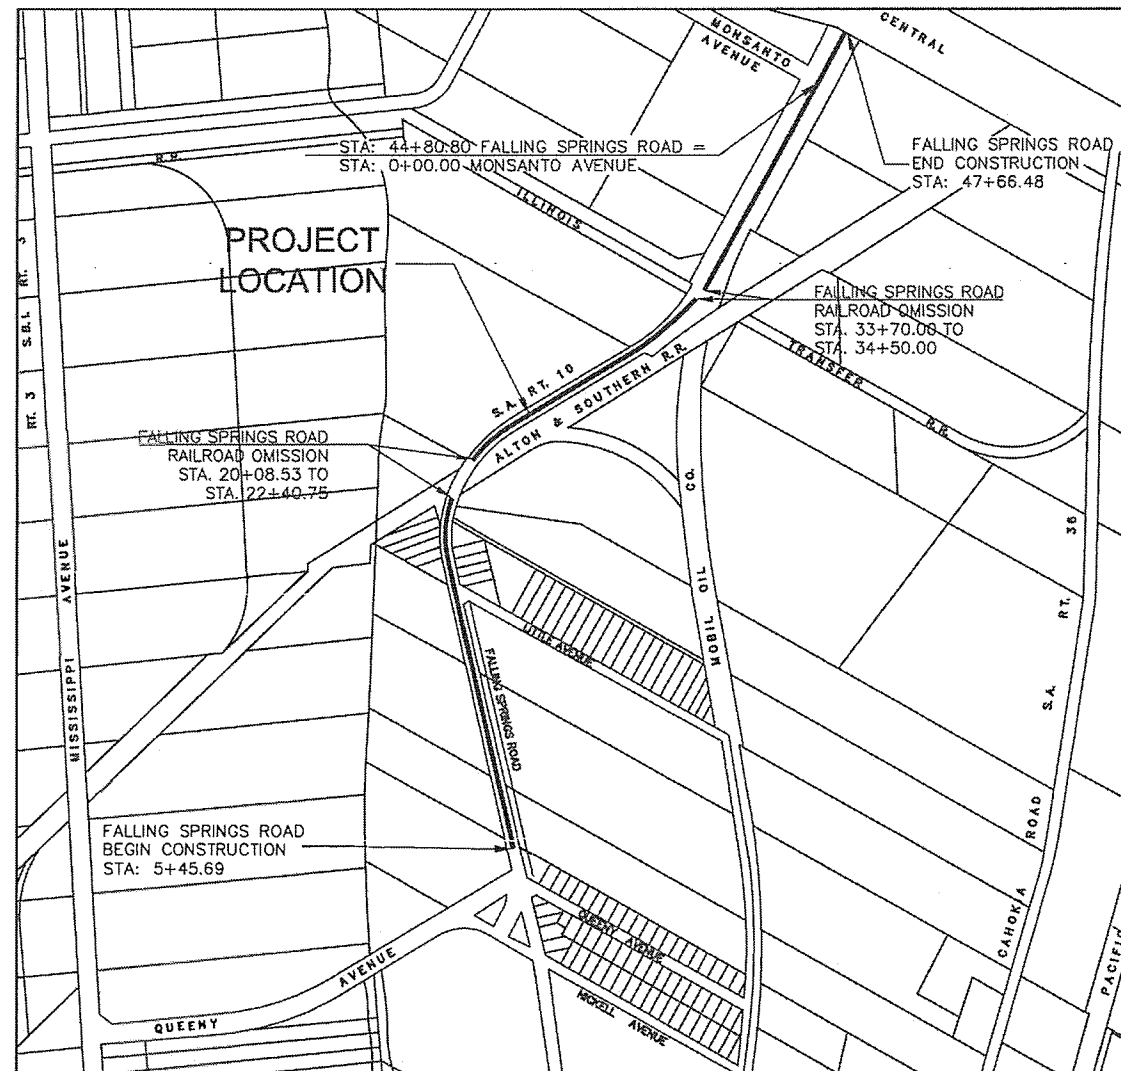 MONSANTO
AVENUE
CENTRAL
STA: 44+80.80 FALLING SPRINGS ROAD =
STA: 0+00.00 MONSANTO AVENUE
FALLING SPRINGS ROAD
END CONSTRUCTION
STA: 47+66.48
R.R.
ILLINOIS
PROJECT
LOCATION
FALLING SPRINGS ROAD
RAILROAD OMISSION
STA. 33+70.00 TO
STA. 34+50.00
TRANSFER R.R.
RT. 3 S.B.I. RT. 3
S.A. RT. 10
ALTON & SOUTHERN R.R.
FALLING SPRINGS ROAD
RAILROAD OMISSION
STA. 20+08.53 TO
STA. 22+40.75
MISSISSIPPI AVENUE
MOBIL OIL CO.
LITTLE AVENUE
FALLING SPRINGS ROAD
CAHOKIA ROAD S.A. RT. 36
FALLING SPRINGS ROAD
BEGIN CONSTRUCTION
STA: 5+45.69
QUEENY AVENUE
QUEENY AVENUE
NICKELL AVENUE
PACIFIC